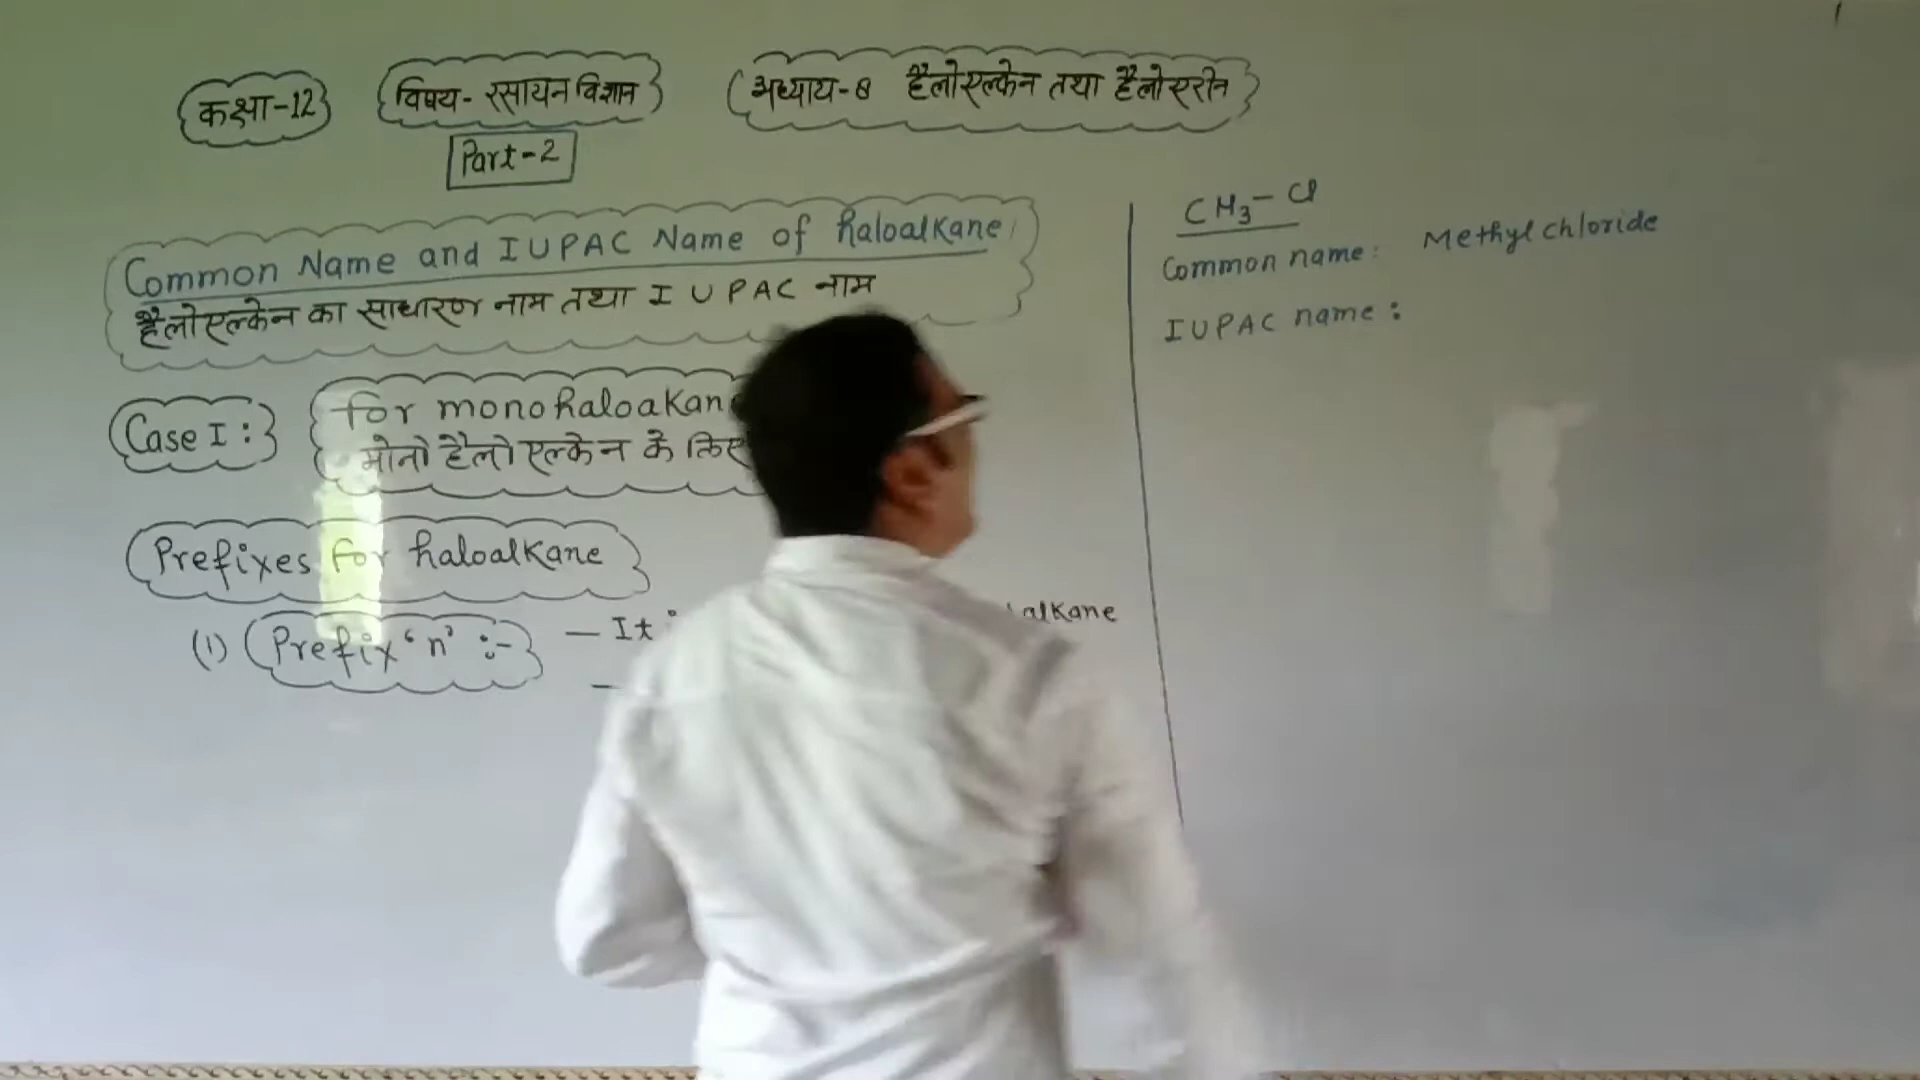 कक्षा-12
विषय- रसायन विज्ञान
अध्याय-8 हैलोएल्केन तथा हैलोएरीन
Part-2
Common Name and IUPAC Name of haloalkane
हैलोएल्केन का साधारण नाम तथा IUPAC नाम
Case I :
for monohaloakan
मोनो हैलो एल्केन के लिए
Prefixes for haloalkane
(1) Prefix 'n' :- — It
alkane
CH3-Cl
Common name: Methyl chloride
IUPAC name :